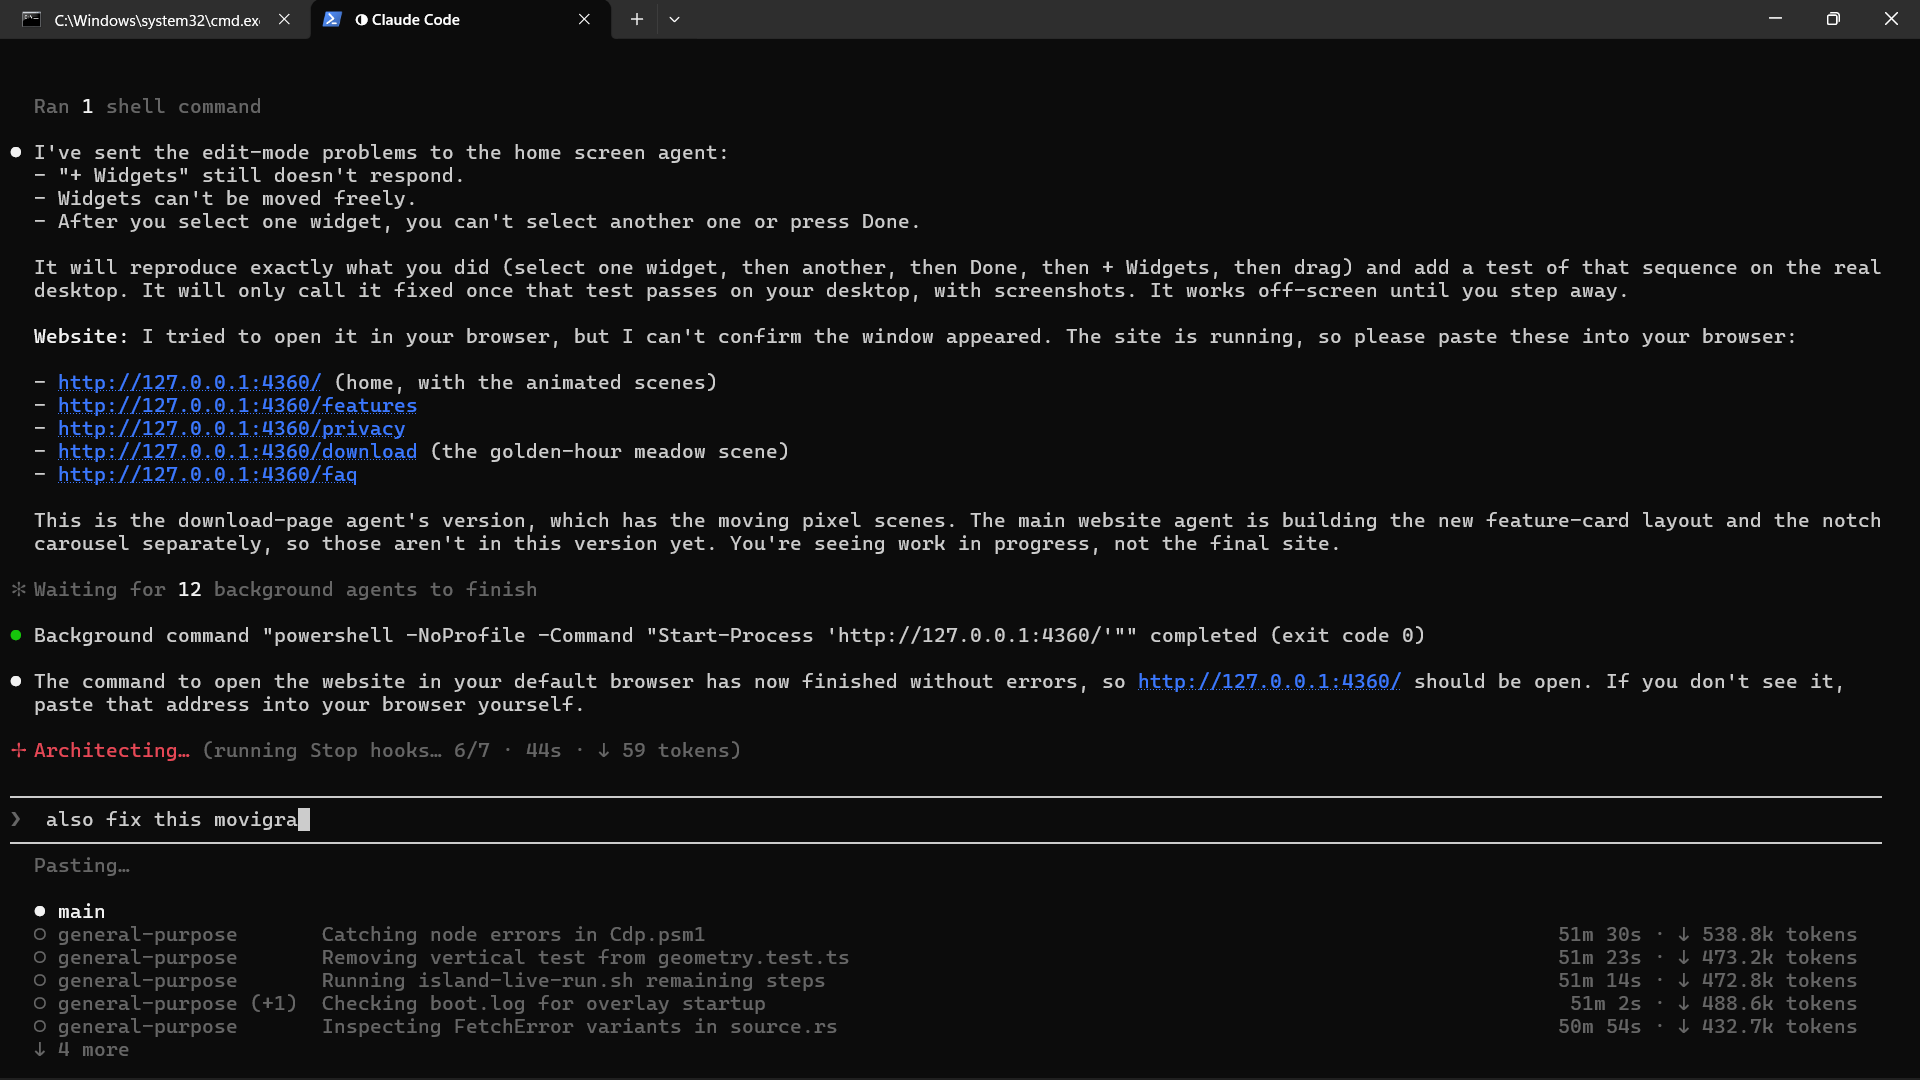 C:\Windows\system32\cmd.ex
Claude Code
Ran 1 shell command
● I've sent the edit-mode problems to the home screen agent:
- "+ Widgets" still doesn't respond.
- Widgets can't be moved freely.
- After you select one widget, you can't select another one or press Done.
It will reproduce exactly what you did (select one widget, then another, then Done, then + Widgets, then drag) and add a test of that sequence on the real
desktop. It will only call it fixed once that test passes on your desktop, with screenshots. It works off-screen until you step away.
Website: I tried to open it in your browser, but I can't confirm the window appeared. The site is running, so please paste these into your browser:
- http://127.0.0.1:4360/ (home, with the animated scenes)
- http://127.0.0.1:4360/features
- http://127.0.0.1:4360/privacy
- http://127.0.0.1:4360/download (the golden-hour meadow scene)
- http://127.0.0.1:4360/faq
This is the download-page agent's version, which has the moving pixel scenes. The main website agent is building the new feature-card layout and the notch
carousel separately, so those aren't in this version yet. You're seeing work in progress, not the final site.
✻ Waiting for 12 background agents to finish
● Background command "powershell -NoProfile -Command "Start-Process 'http://127.0.0.1:4360/'"" completed (exit code 0)
● The command to open the website in your default browser has now finished without errors, so http://127.0.0.1:4360/ should be open. If you don't see it,
paste that address into your browser yourself.
✢ Architecting… (running Stop hooks… 6/7 · 44s · ↓ 59 tokens)
❯ also fix this movigra
Pasting…
● main
○ general-purpose Catching node errors in Cdp.psm1 51m 30s · ↓ 538.8k tokens
○ general-purpose Removing vertical test from geometry.test.ts 51m 23s · ↓ 473.2k tokens
○ general-purpose Running island-live-run.sh remaining steps 51m 14s · ↓ 472.8k tokens
○ general-purpose (+1) Checking boot.log for overlay startup 51m 2s · ↓ 488.6k tokens
○ general-purpose Inspecting FetchError variants in source.rs 50m 54s · ↓ 432.7k tokens
↓ 4 more